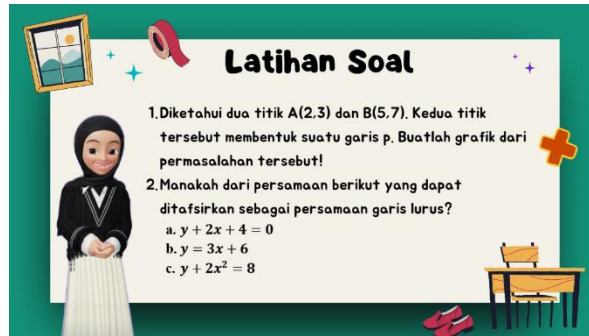 Latihan Soal
1. Diketahui dua titik A(2,3) dan B(5,7). Kedua titik
tersebut membentuk suatu garis p. Buatlah grafik dari
permasalahan tersebut!
2. Manakah dari persamaan berikut yang dapat
ditafsirkan sebagai persamaan garis lurus?
a. y + 2x + 4 = 0
b. y = 3x + 6
c. y + 2x² = 8